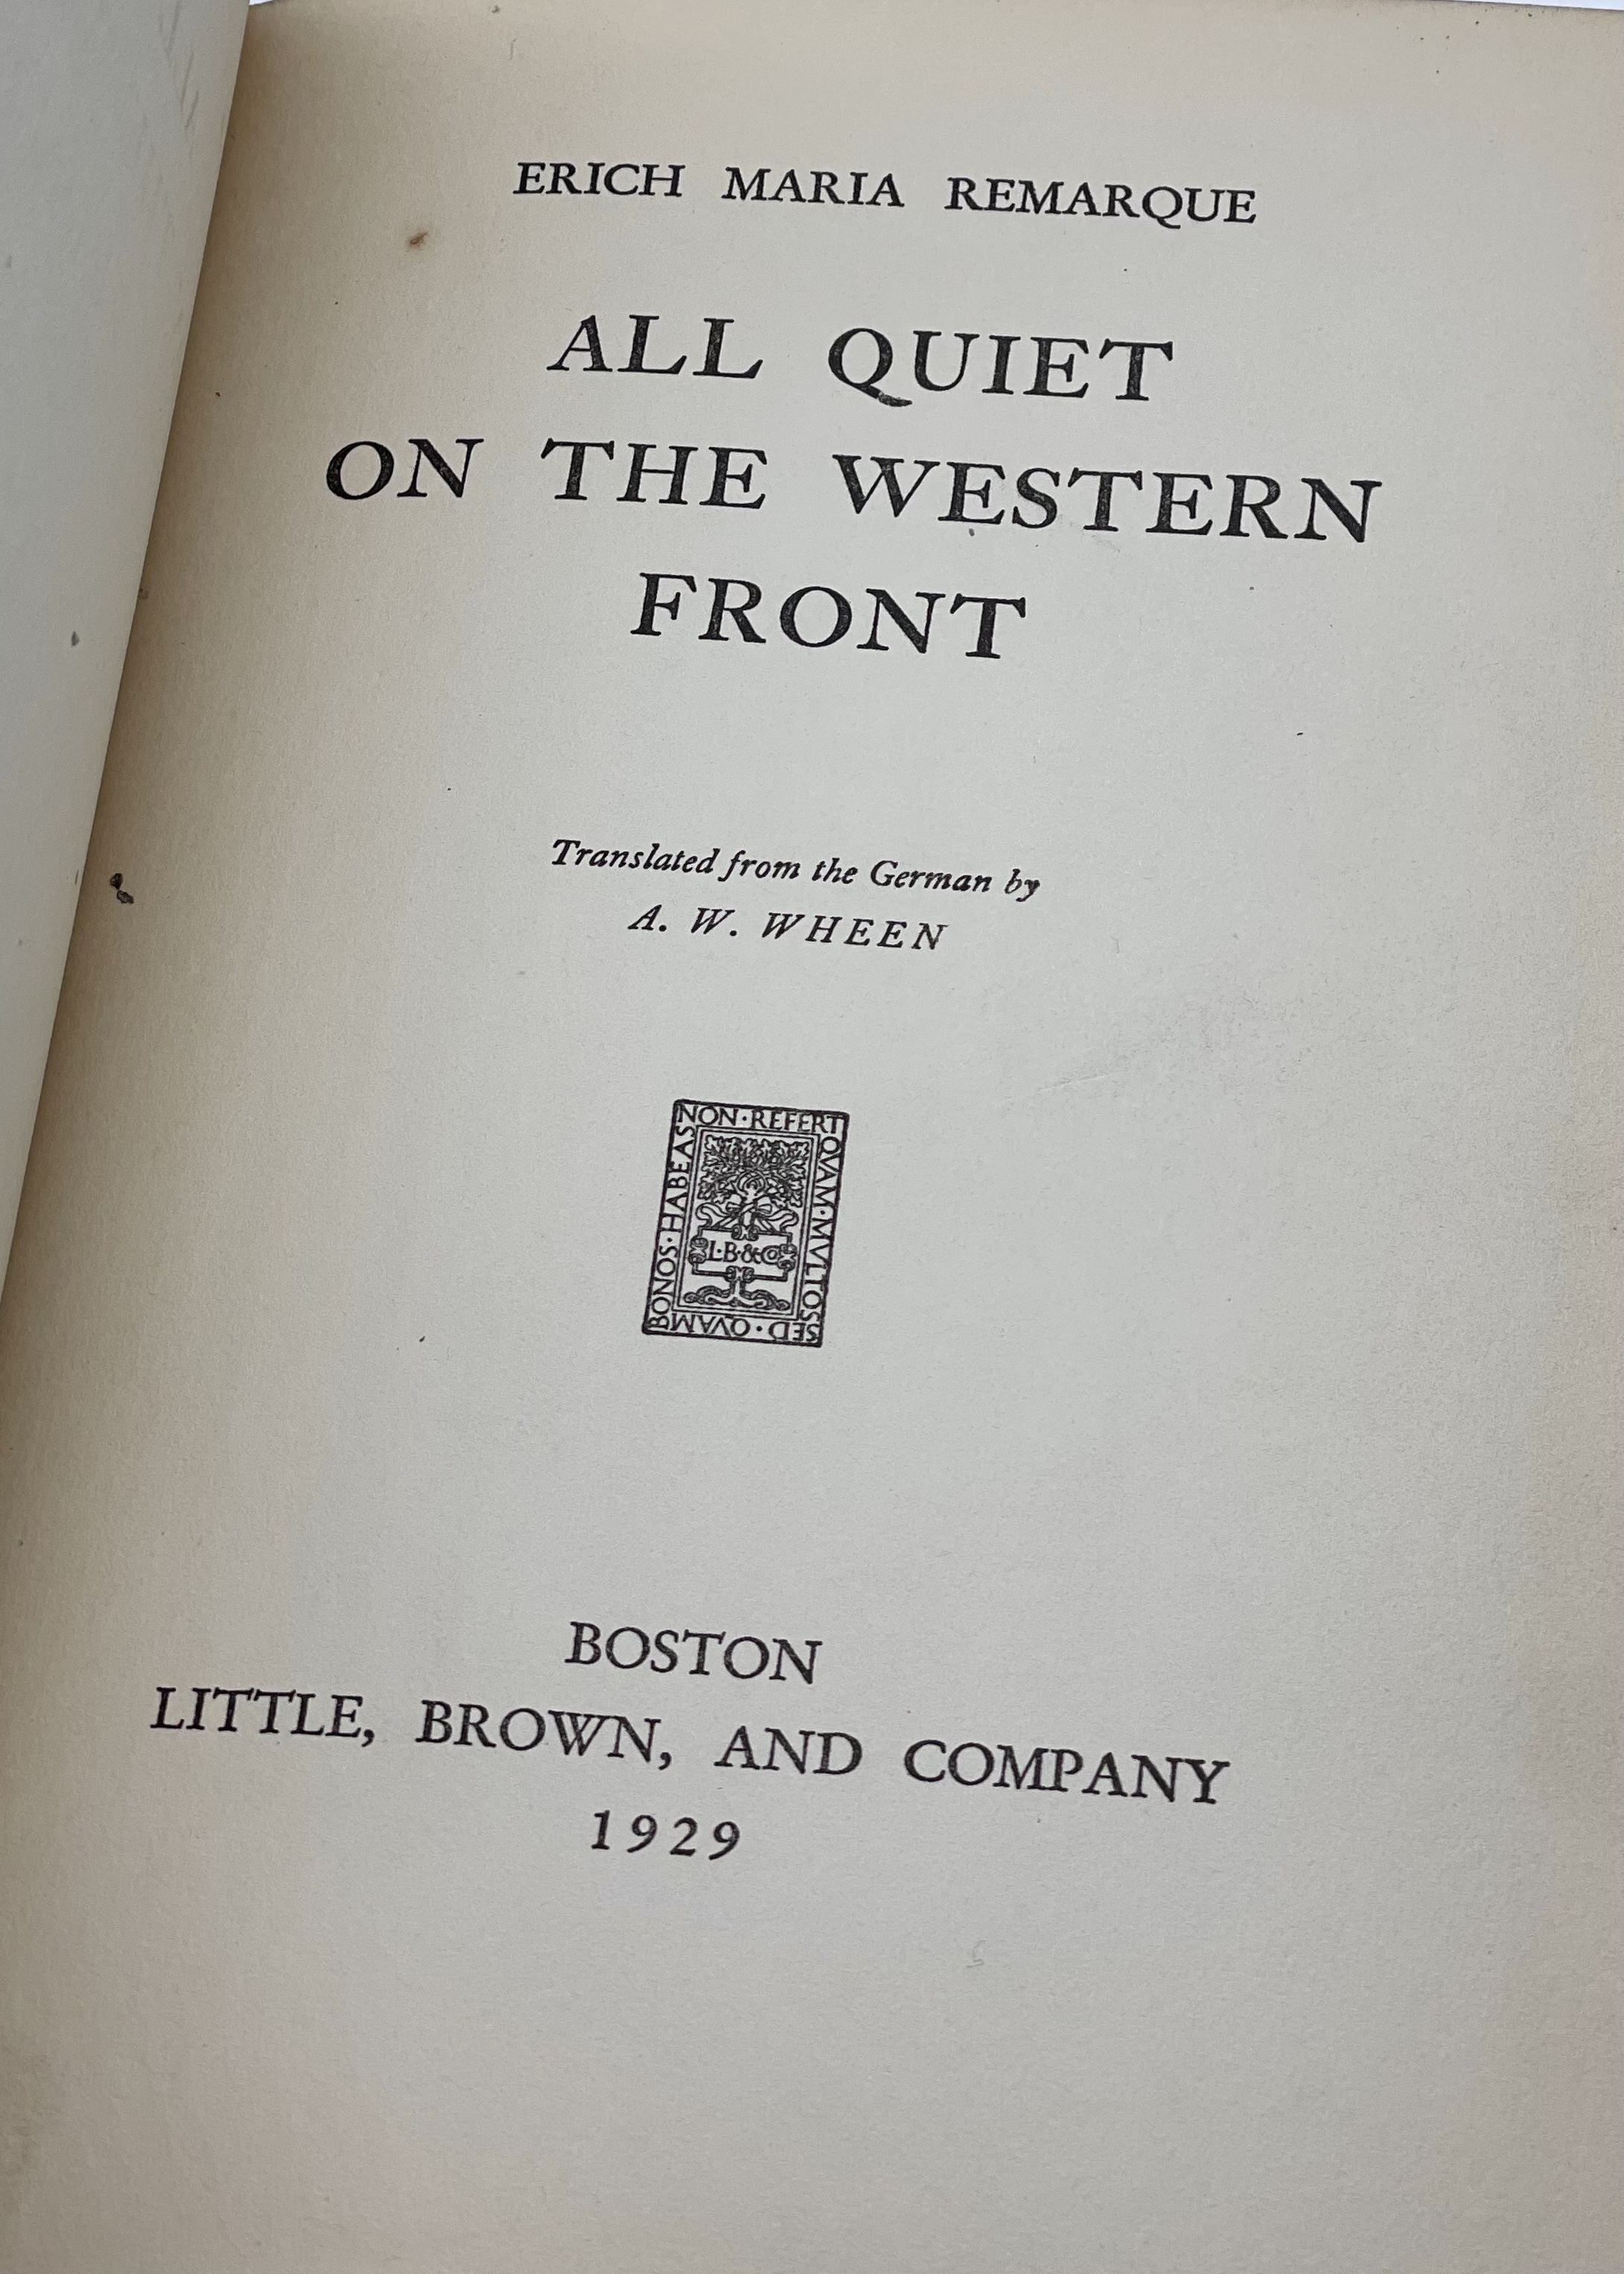 ERICH MARIA REMARQUE
ALL QUIET
ON THE WESTERN
FRONT
Translated from the German by
A. W. WHEEN
NON·REFERT
QVAM·MVLTOS
SED·QVAM
BONOS·HABEAS
L·B·&Co
BOSTON
LITTLE, BROWN, AND COMPANY
1929